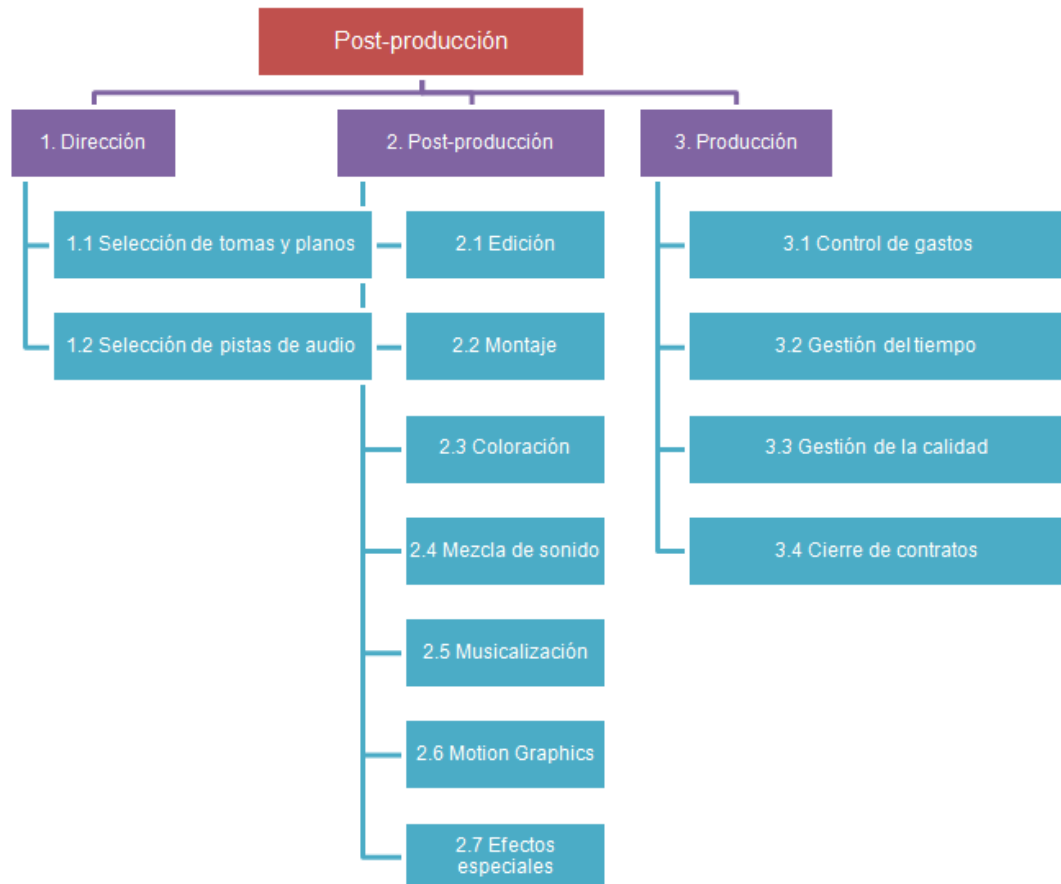 Post-producción
1. Dirección
2. Post-producción
3. Producción
1.1 Selección de tomas y planos
1.2 Selección de pistas de audio
2.1 Edición
2.2 Montaje
2.3 Coloración
2.4 Mezcla de sonido
2.5 Musicalización
2.6 Motion Graphics
2.7 Efectos
especiales
3.1 Control de gastos
3.2 Gestión del tiempo
3.3 Gestión de la calidad
3.4 Cierre de contratos